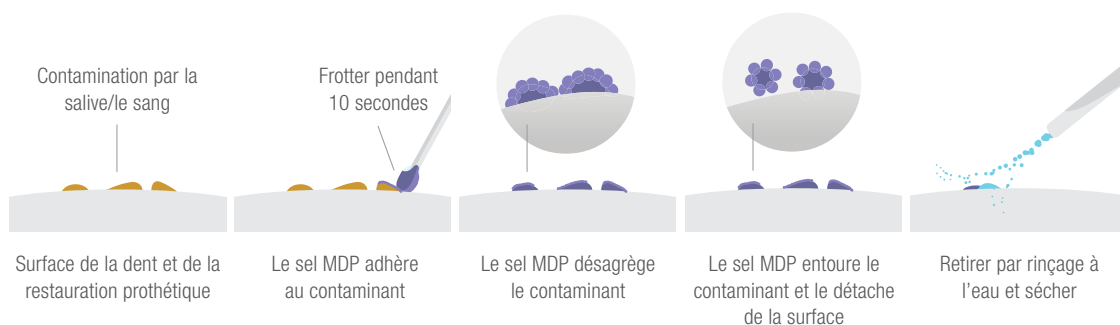 Contamination par la
salive/le sang
Frotter pendant
10 secondes
Surface de la dent et de la
restauration prothétique
Le sel MDP adhère
au contaminant
Le sel MDP désagrège
le contaminant
Le sel MDP entoure le
contaminant et le détache
de la surface
Retirer par rinçage à
l’eau et sécher